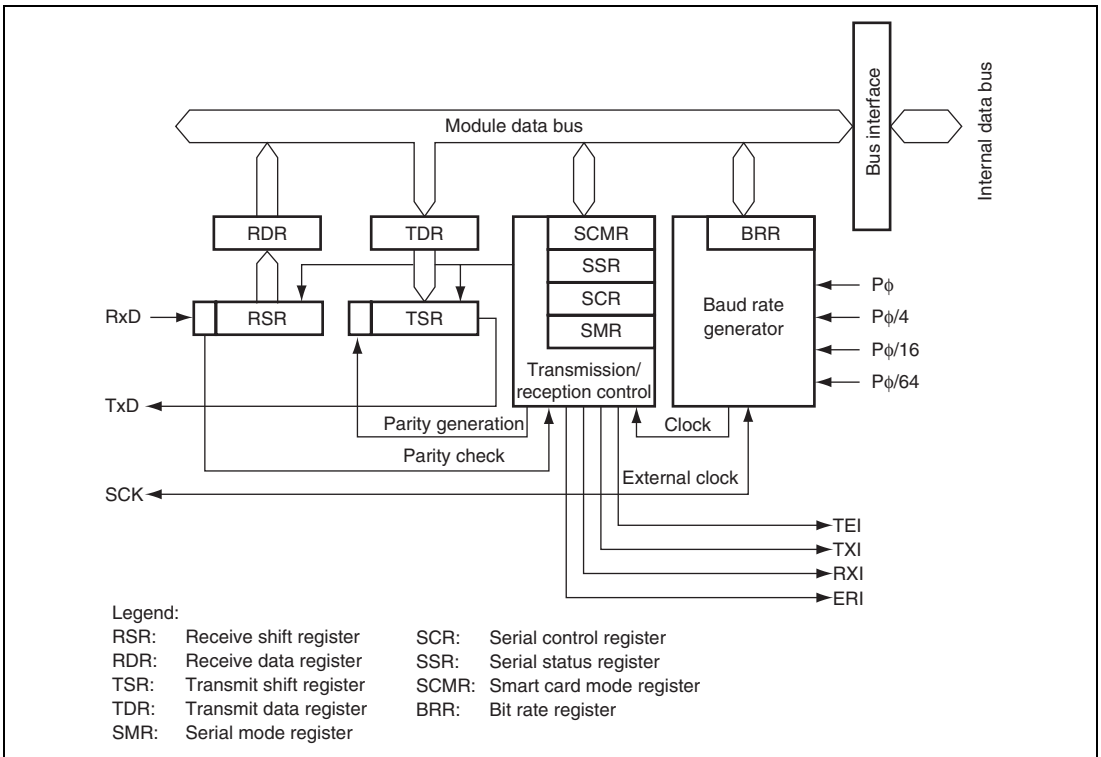 Module data bus
Bus interface
Internal data bus
RDR
TDR
SCMR
BRR
SSR
SCR
SMR
RxD
RSR
TSR
Baud rate
generator
Pϕ
Pϕ/4
Pϕ/16
Pϕ/64
Transmission/
reception control
TxD
Parity generation
Clock
Parity check
External clock
SCK
TEI
TXI
RXI
ERI
Legend:
RSR: Receive shift register
RDR: Receive data register
TSR: Transmit shift register
TDR: Transmit data register
SMR: Serial mode register
SCR: Serial control register
SSR: Serial status register
SCMR: Smart card mode register
BRR: Bit rate register